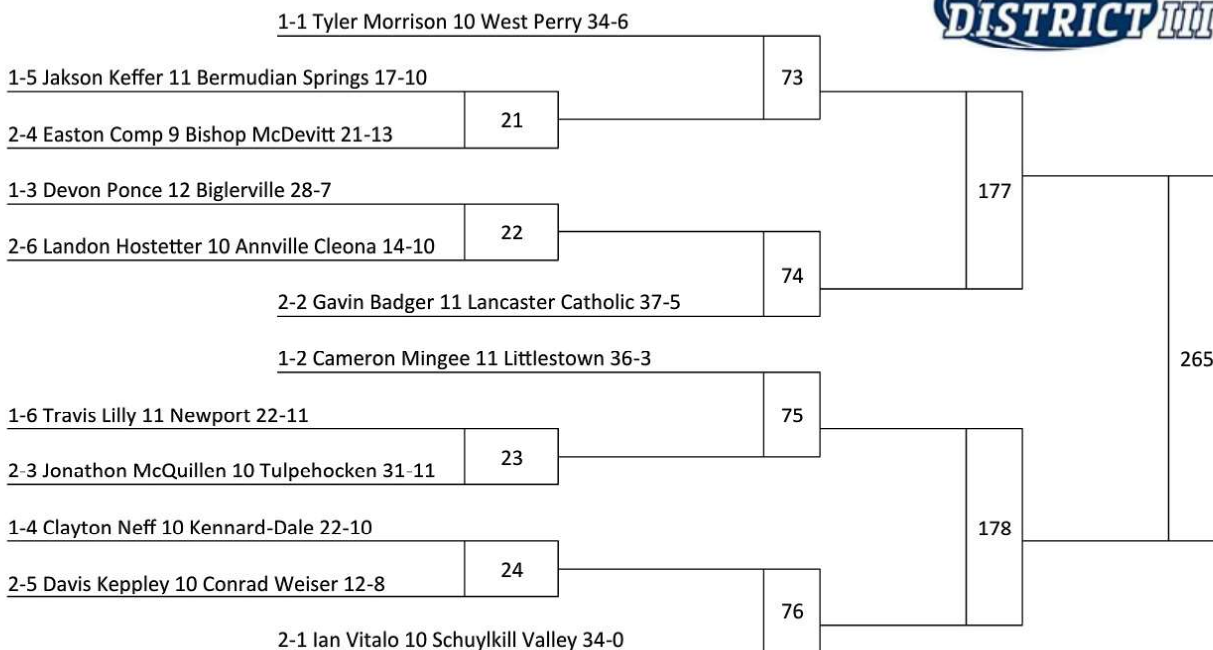 DISTRICT III
1-1 Tyler Morrison 10 West Perry 34-6
73
1-5 Jakson Keffer 11 Bermudian Springs 17-10
21
2-4 Easton Comp 9 Bishop McDevitt 21-13
1-3 Devon Ponce 12 Biglerville 28-7
177
22
2-6 Landon Hostetter 10 Annville Cleona 14-10
74
2-2 Gavin Badger 11 Lancaster Catholic 37-5
1-2 Cameron Mingee 11 Littlestown 36-3
265
1-6 Travis Lilly 11 Newport 22-11
75
23
2-3 Jonathon McQuillen 10 Tulpehocken 31-11
1-4 Clayton Neff 10 Kennard-Dale 22-10
178
24
2-5 Davis Keppley 10 Conrad Weiser 12-8
76
2-1 Ian Vitalo 10 Schuylkill Valley 34-0